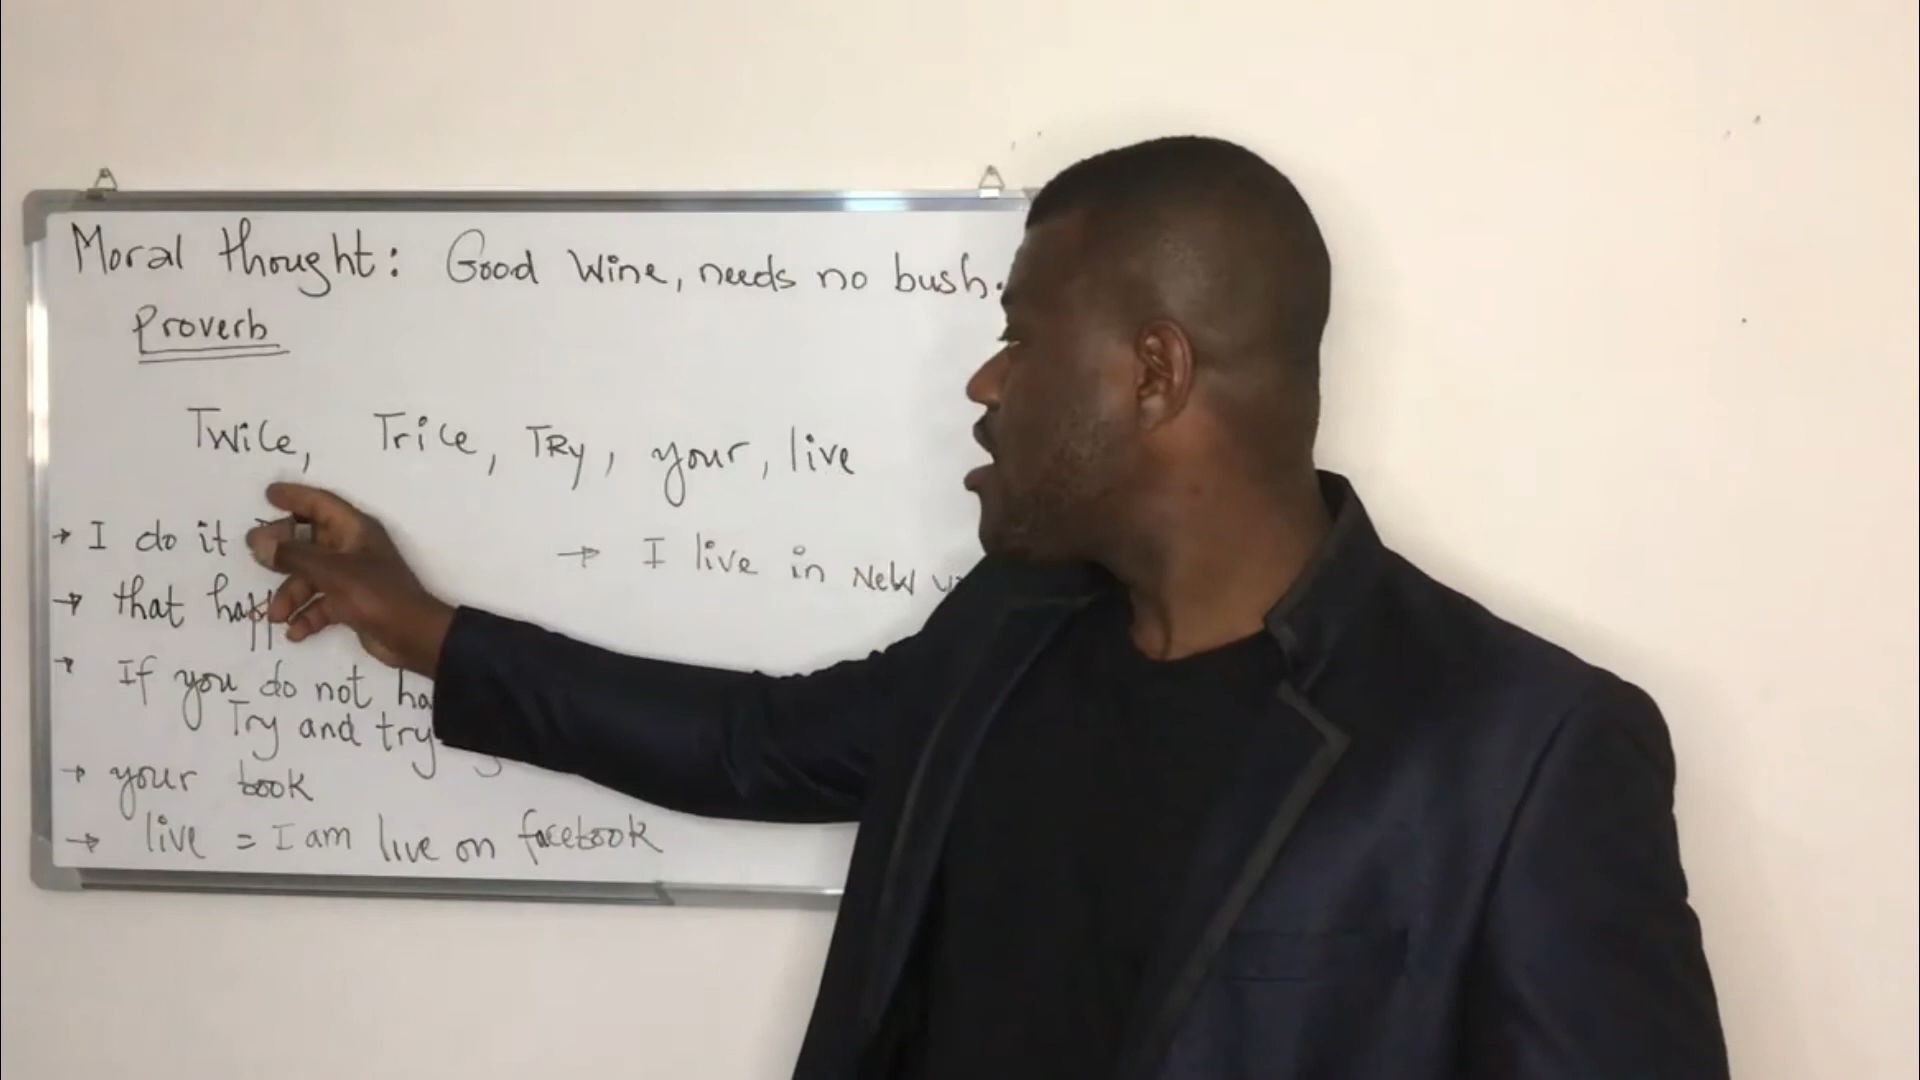 Moral thought: Good Wine, needs no bush.
Proverb
Twice, Trice, TRY, your, live
→ I do it
→ I live in New
→ that
→ If you do not
Try and try
→ your book
→ live = I am live on facebook